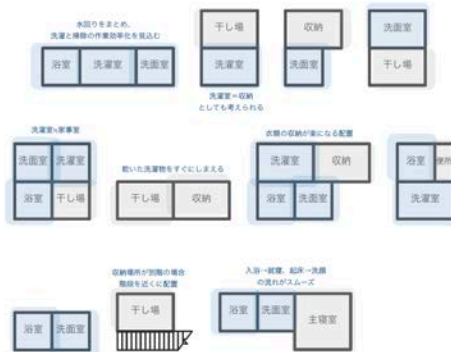 水回りをまとめ、
洗濯と掃除の作業効率化を見込む
浴室 洗濯室 洗面室
干し場
洗濯室
洗濯室=収納
としても考えられる
収納
洗面室
洗面室
干し場
洗濯室≒家事室
洗面室 洗濯室
浴室 干し場
乾いた洗濯物をすぐにしまえる
干し場 収納
衣類の収納が楽になる配置
洗濯室 収納
浴室 洗面室
浴室 便所
洗濯室
浴室 洗面室
収納場所が別階の場合
階段を近くに配置
干し場
入浴→就寝、起床→洗顔
の流れがスムーズ
浴室 洗面室 主寝室